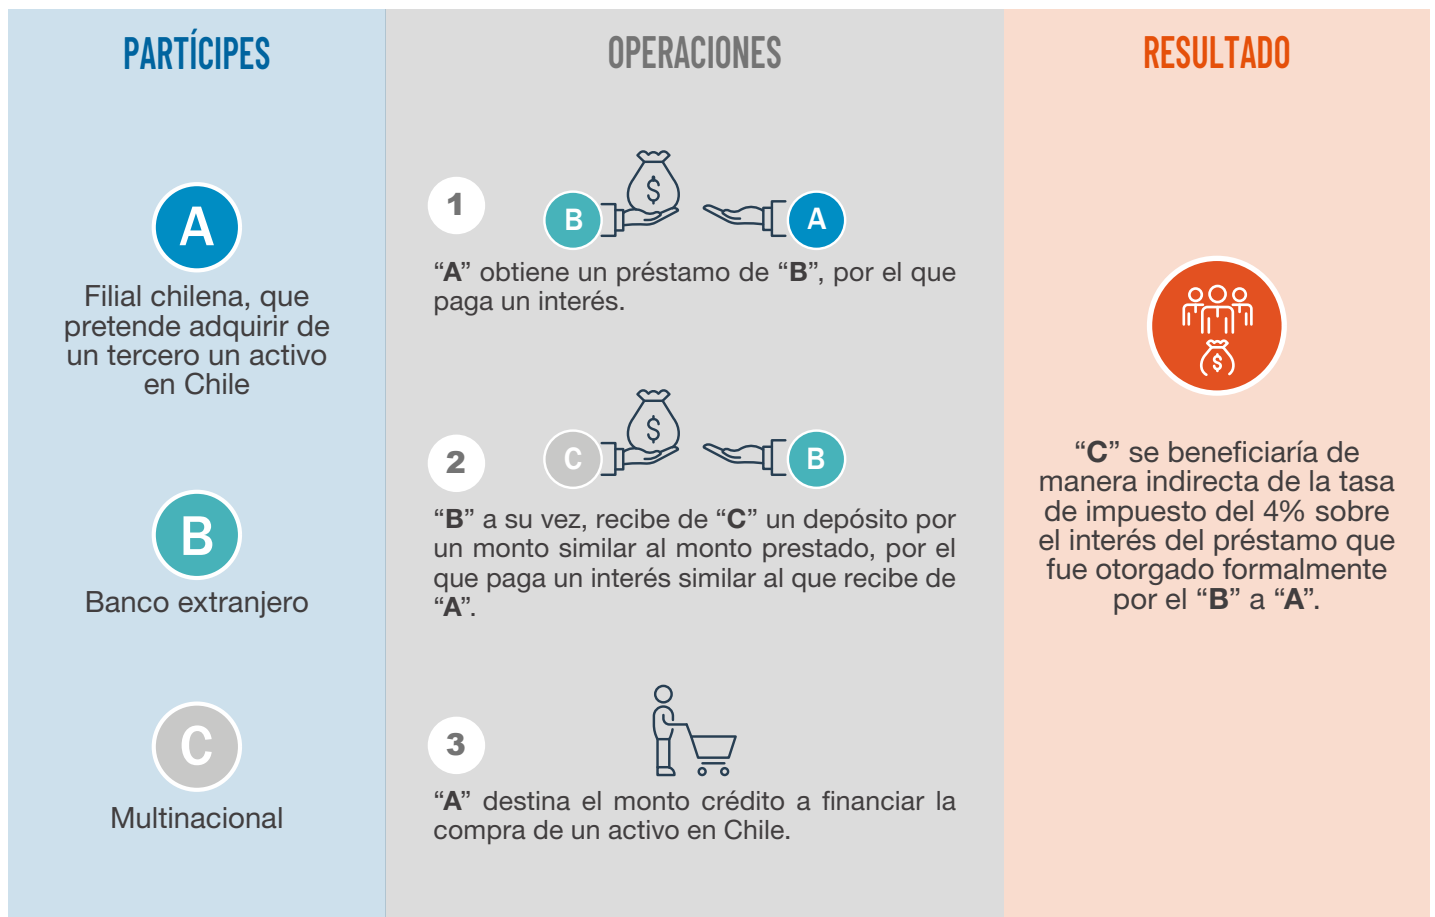 PARTÍCIPES
A
Filial chilena, que
pretende adquirir de
un tercero un activo
en Chile
B
Banco extranjero
C
Multinacional
OPERACIONES
1
B
$
A
“A” obtiene un préstamo de “B”, por el que
paga un interés.
2
C
$
B
“B” a su vez, recibe de “C” un depósito por
un monto similar al monto prestado, por el
que paga un interés similar al que recibe de
“A”.
3
“A” destina el monto crédito a financiar la
compra de un activo en Chile.
RESULTADO
$
“C” se beneficiaría de
manera indirecta de la tasa
de impuesto del 4% sobre
el interés del préstamo que
fue otorgado formalmente
por el “B” a “A”.